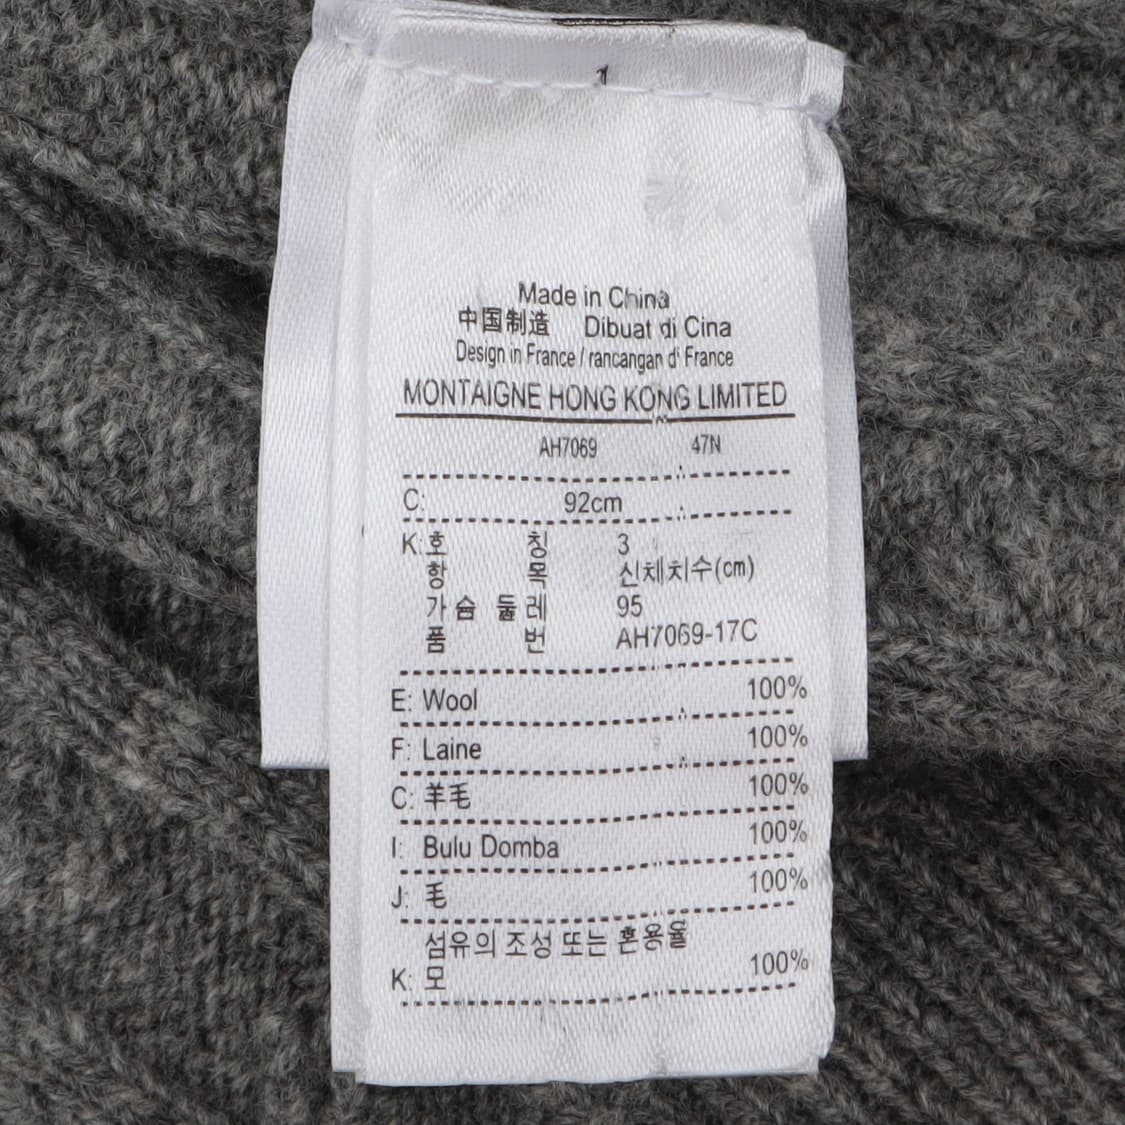 Made in China
中国制造 Dibuat di Cina
Design in France / rancangan d' France
MONTAIGNE HONG KONG LIMITED
AH7069 47N
C: 92cm
K: 호 칭 3
항 목 신체치수(cm)
가 슴 둘 레 95
품 번 AH7069-17C
E: Wool 100%
F: Laine 100%
C: 羊毛 100%
I: Bulu Domba 100%
J: 毛 100%
섬유의 조성 또는 혼용율
K: 모 100%